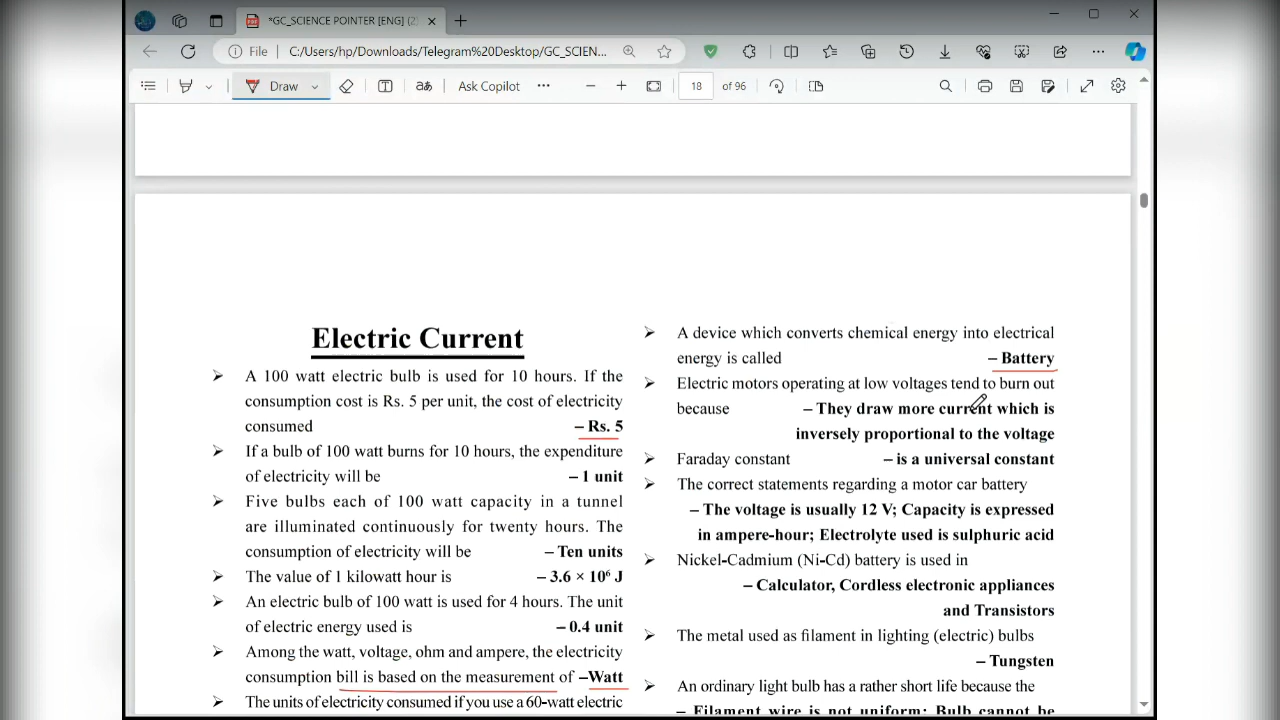 *GC_SCIENCE POINTER [ENG] (2)
File
C:/Users/hp/Downloads/Telegram%20Desktop/GC_SCIEN...
Draw
Ask Copilot
18 of 96
Electric Current
➢ A 100 watt electric bulb is used for 10 hours. If the
consumption cost is Rs. 5 per unit, the cost of electricity
consumed – Rs. 5
➢ If a bulb of 100 watt burns for 10 hours, the expenditure
of electricity will be – 1 unit
➢ Five bulbs each of 100 watt capacity in a tunnel
are illuminated continuously for twenty hours. The
consumption of electricity will be – Ten units
➢ The value of 1 kilowatt hour is – 3.6 × 10⁶ J
➢ An electric bulb of 100 watt is used for 4 hours. The unit
of electric energy used is – 0.4 unit
➢ Among the watt, voltage, ohm and ampere, the electricity
consumption bill is based on the measurement of –Watt
➢ The units of electricity consumed if you use a 60-watt electric
➢ A device which converts chemical energy into electrical
energy is called – Battery
➢ Electric motors operating at low voltages tend to burn out
because – They draw more current which is
inversely proportional to the voltage
➢ Faraday constant – is a universal constant
➢ The correct statements regarding a motor car battery
– The voltage is usually 12 V; Capacity is expressed
in ampere-hour; Electrolyte used is sulphuric acid
➢ Nickel-Cadmium (Ni-Cd) battery is used in
– Calculator, Cordless electronic appliances
and Transistors
➢ The metal used as filament in lighting (electric) bulbs
– Tungsten
➢ An ordinary light bulb has a rather short life because the
– Filament wire is not uniform; Bulb cannot be